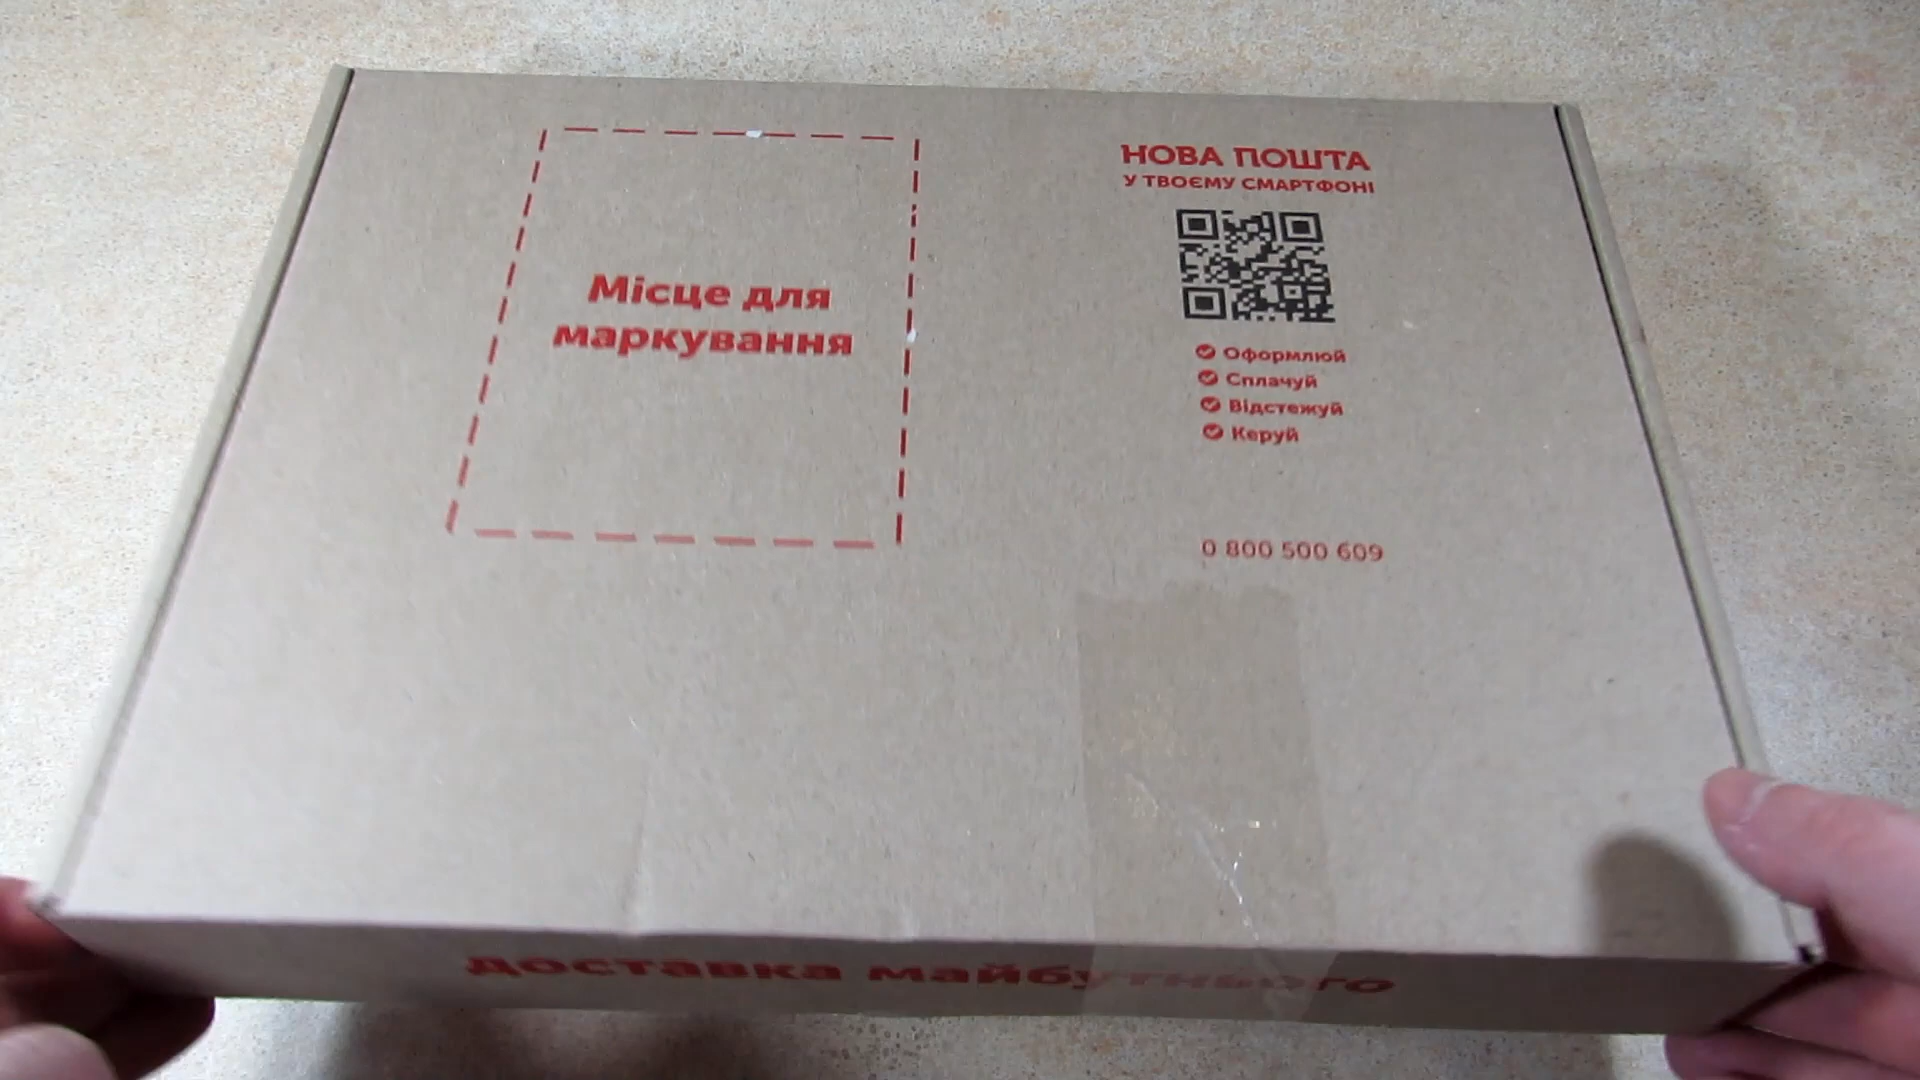 Місце для
маркування
НОВА ПОШТА
У ТВОЄМУ СМАРТФОНІ
Оформлюй
Сплачуй
Відстежуй
Керуй
0 800 500 609
доставка майбутнього